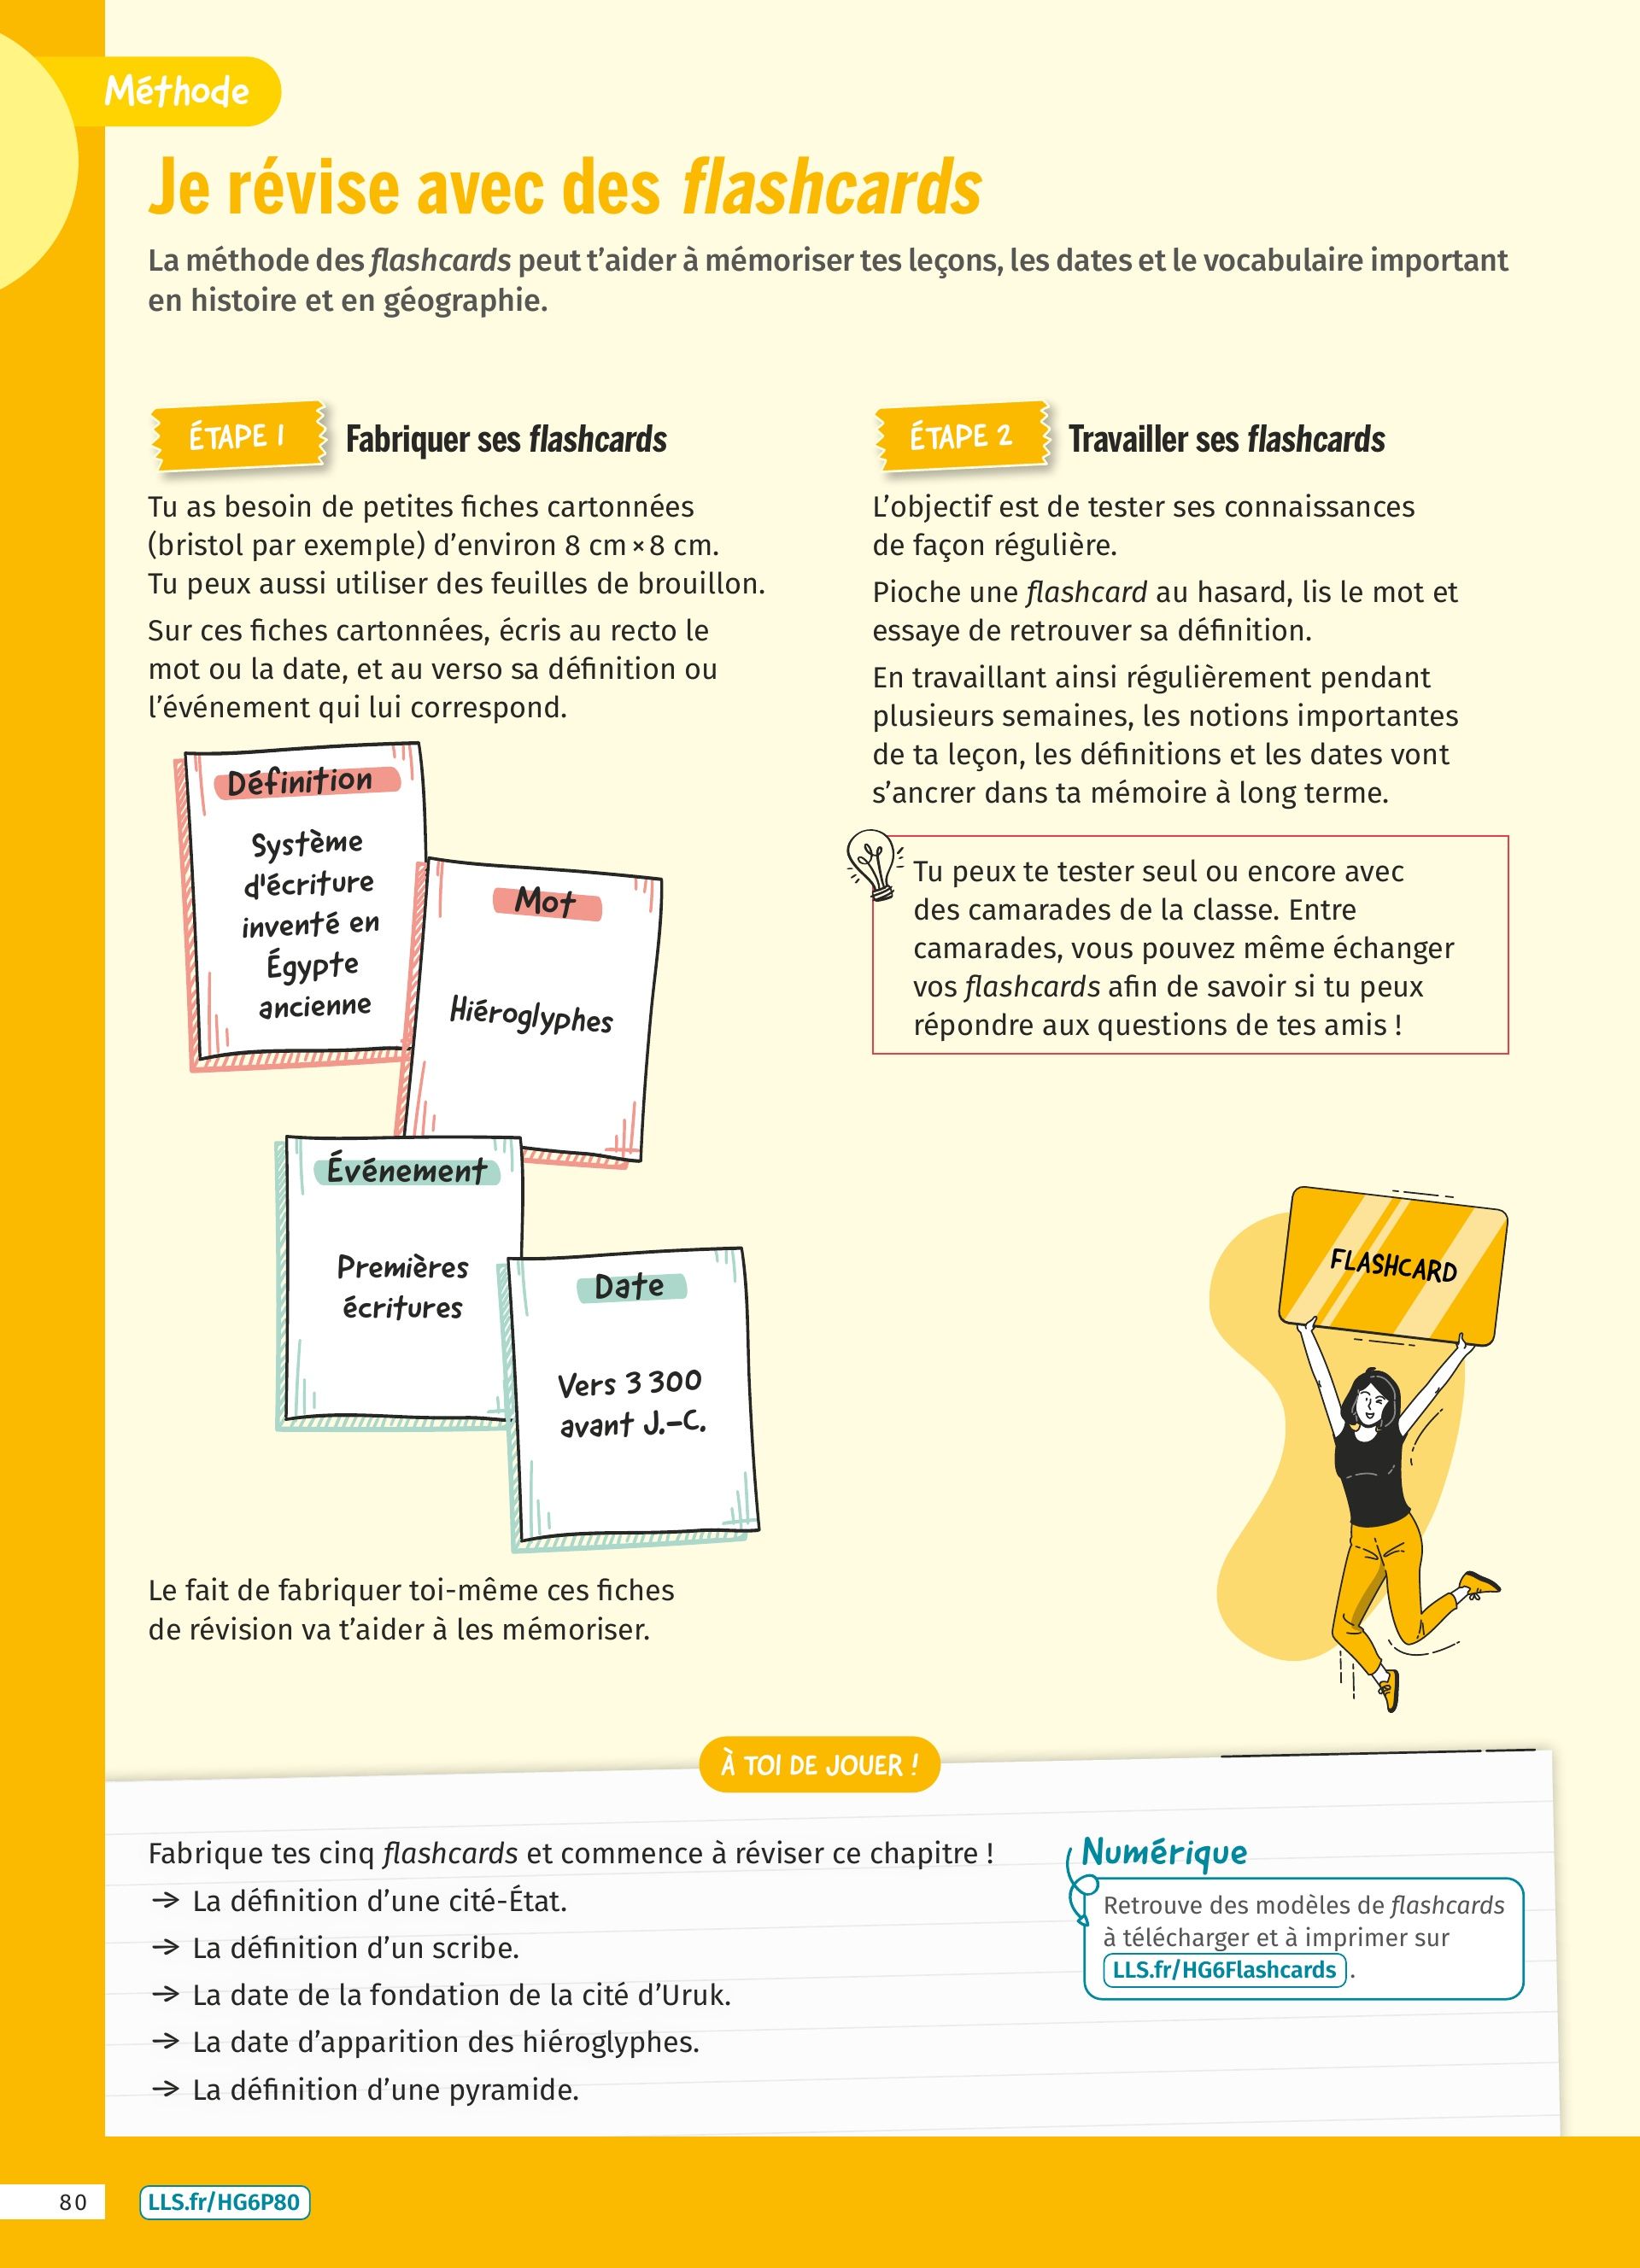 Méthode
Je révise avec des flashcards
La méthode des flashcards peut t’aider à mémoriser tes leçons, les dates et le vocabulaire important
en histoire et en géographie.
ÉTAPE 1
Fabriquer ses flashcards
Tu as besoin de petites fiches cartonnées
(bristol par exemple) d’environ 8 cm × 8 cm.
Tu peux aussi utiliser des feuilles de brouillon.
Sur ces fiches cartonnées, écris au recto le
mot ou la date, et au verso sa définition ou
l’événement qui lui correspond.
Définition
Système
d'écriture
inventé en
Égypte
ancienne
Mot
Hiéroglyphes
Événement
Premières
écritures
Date
Vers 3 300
avant J.-C.
Le fait de fabriquer toi-même ces fiches
de révision va t’aider à les mémoriser.
ÉTAPE 2
Travailler ses flashcards
L’objectif est de tester ses connaissances
de façon régulière.
Pioche une flashcard au hasard, lis le mot et
essaye de retrouver sa définition.
En travaillant ainsi régulièrement pendant
plusieurs semaines, les notions importantes
de ta leçon, les définitions et les dates vont
s’ancrer dans ta mémoire à long terme.
Tu peux te tester seul ou encore avec
des camarades de la classe. Entre
camarades, vous pouvez même échanger
vos flashcards afin de savoir si tu peux
répondre aux questions de tes amis !
FLASHCARD
À TOI DE JOUER !
Fabrique tes cinq flashcards et commence à réviser ce chapitre !
→ La définition d’une cité-État.
→ La définition d’un scribe.
→ La date de la fondation de la cité d’Uruk.
→ La date d’apparition des hiéroglyphes.
→ La définition d’une pyramide.
Numérique
Retrouve des modèles de flashcards
à télécharger et à imprimer sur
LLS.fr/HG6Flashcards .
80
LLS.fr/HG6P80